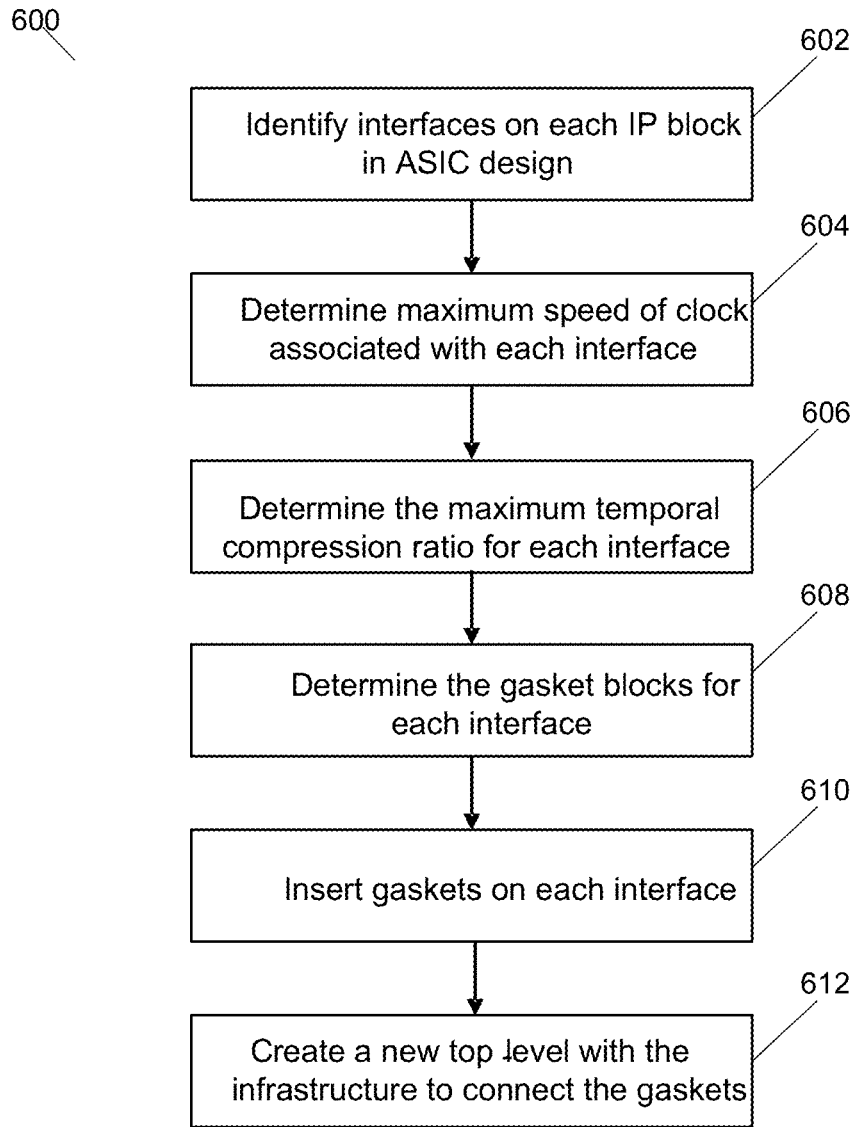 600
602
Identify interfaces on each IP block
in ASIC design
604
Determine maximum speed of clock
associated with each interface
606
Determine the maximum temporal
compression ratio for each interface
608
Determine the gasket blocks for
each interface
610
Insert gaskets on each interface
612
Create a new top level with the
infrastructure to connect the gaskets